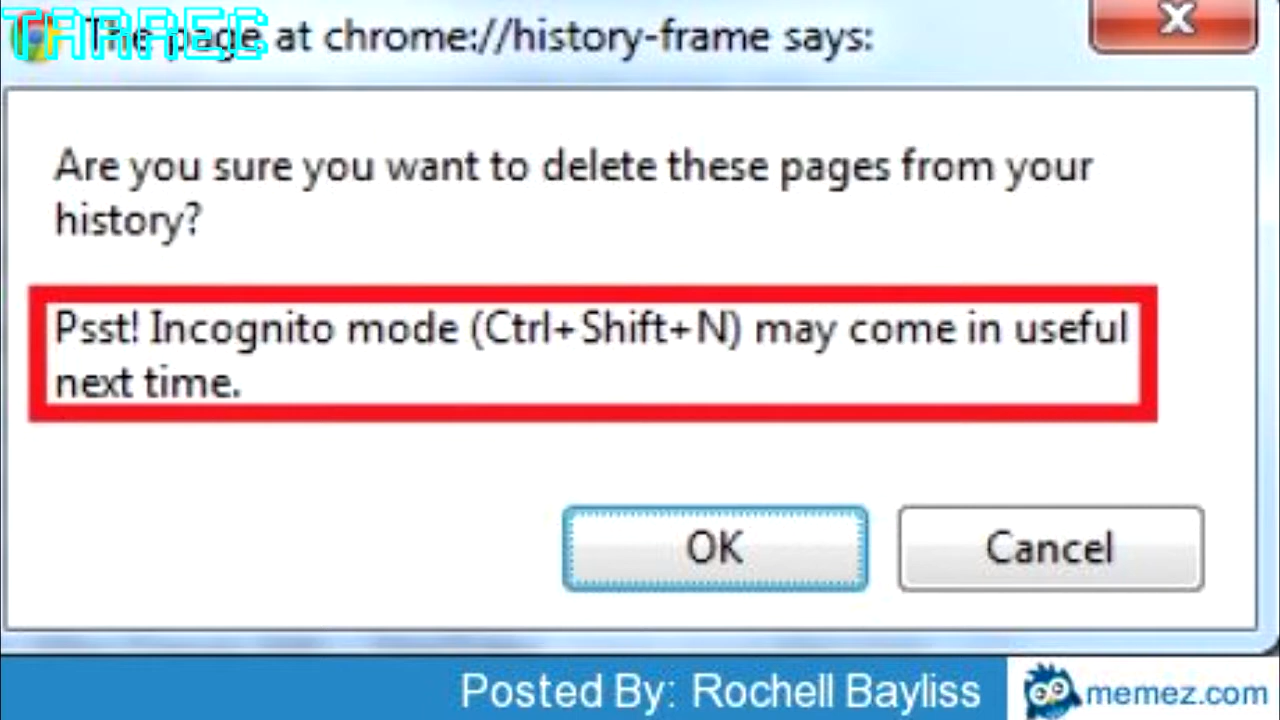 TARREC
The page at chrome://history-frame says:
Are you sure you want to delete these pages from your
history?
Psst! Incognito mode (Ctrl+Shift+N) may come in useful
next time.
OK
Cancel
Posted By: Rochell Bayliss
memez.com